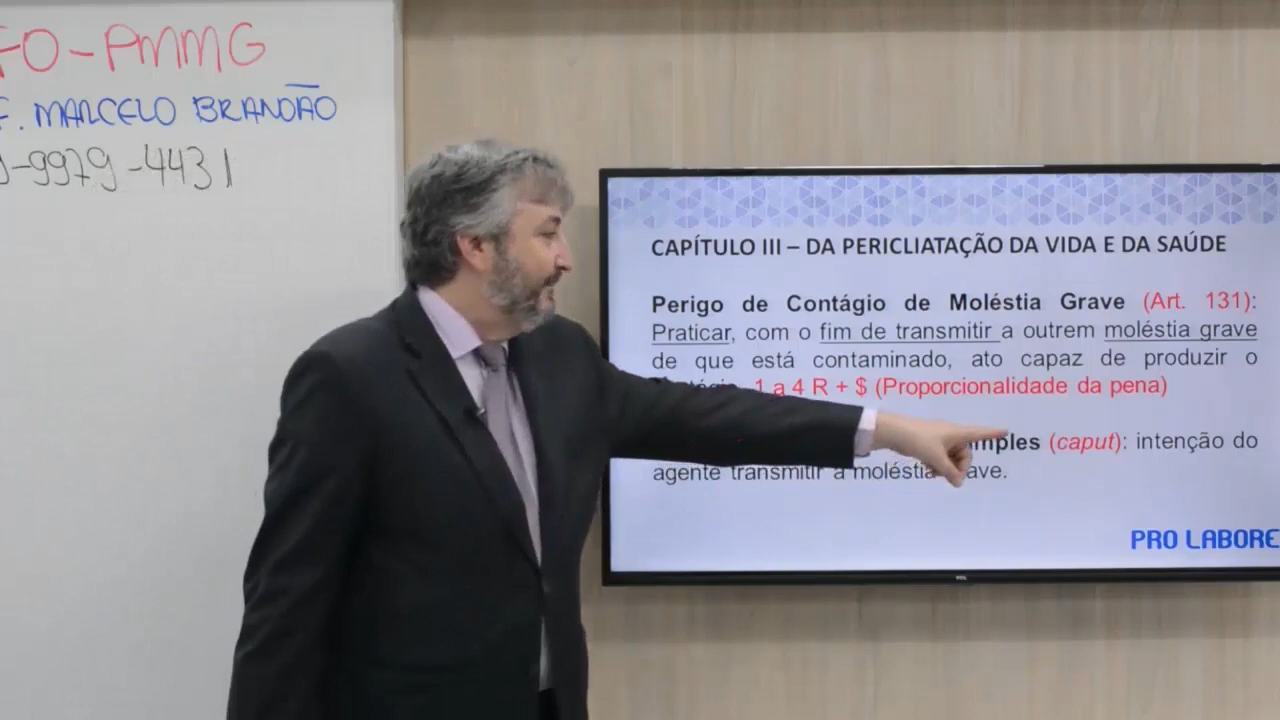 FO-PMMG
F. MARCELO BRANDÃO
-9979-4431
CAPÍTULO III – DA PERICLIATAÇÃO DA VIDA E DA SAÚDE
Perigo de Contágio de Moléstia Grave (Art. 131):
Praticar, com o fim de transmitir a outrem moléstia grave
de que está contaminado, ato capaz de produzir o
1 a 4 R + $ (Proporcionalidade da pena)
(caput): intenção do
agente transmitir a moléstia
PRO LABORE
TCL